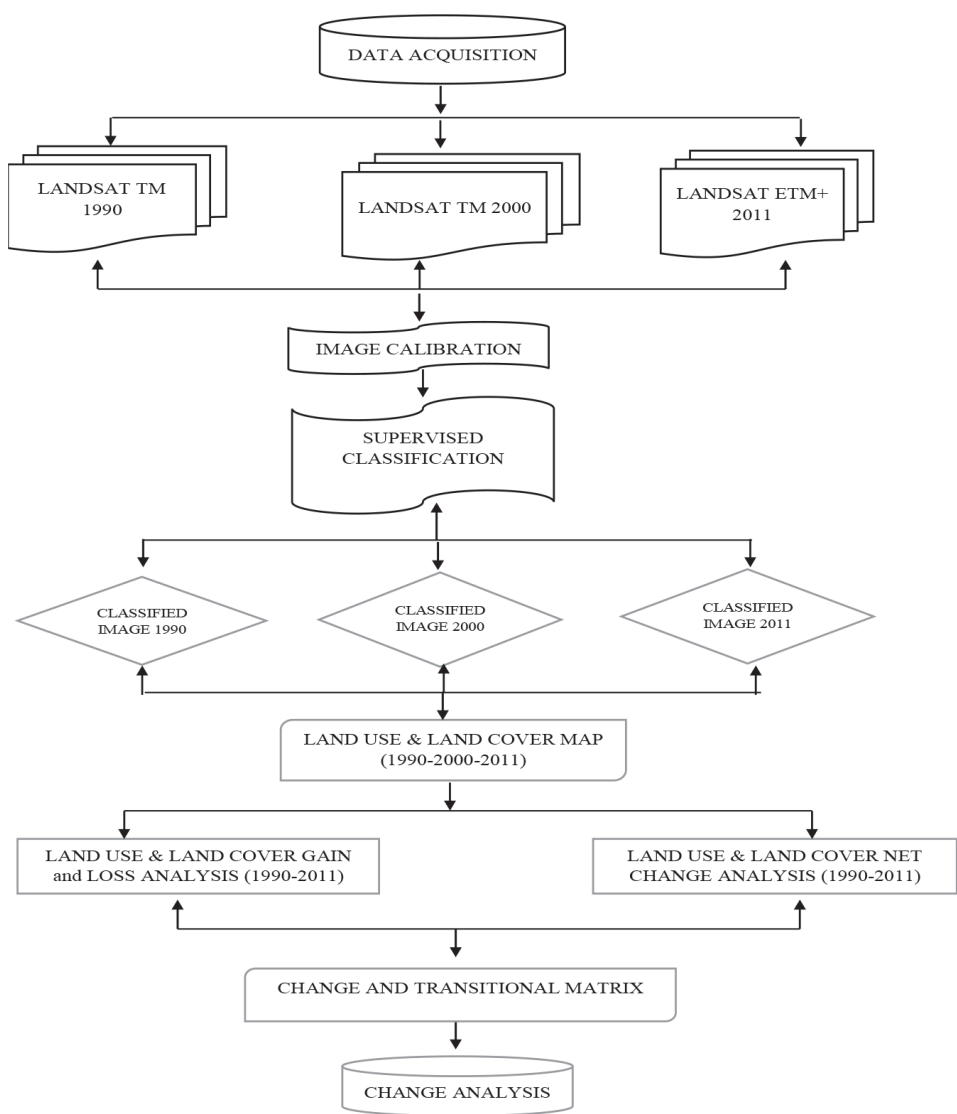 DATA ACQUISITION
LANDSAT TM
1990
LANDSAT TM 2000
LANDSAT ETM+
2011
IMAGE CALIBRATION
SUPERVISED
CLASSIFICATION
CLASSIFIED
IMAGE 1990
CLASSIFIED
IMAGE 2000
CLASSIFIED
IMAGE 2011
LAND USE & LAND COVER MAP
(1990-2000-2011)
LAND USE & LAND COVER GAIN
and LOSS ANALYSIS (1990-2011)
LAND USE & LAND COVER NET
CHANGE ANALYSIS (1990-2011)
CHANGE AND TRANSITIONAL MATRIX
CHANGE ANALYSIS